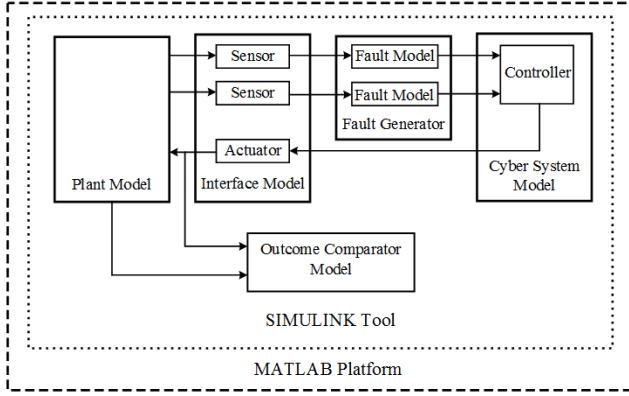 Sensor
Fault Model
Controller
Sensor
Fault Model
Fault Generator
Actuator
Plant Model
Interface Model
Cyber System
Model
Outcome Comparator
Model
SIMULINK Tool
MATLAB Platform